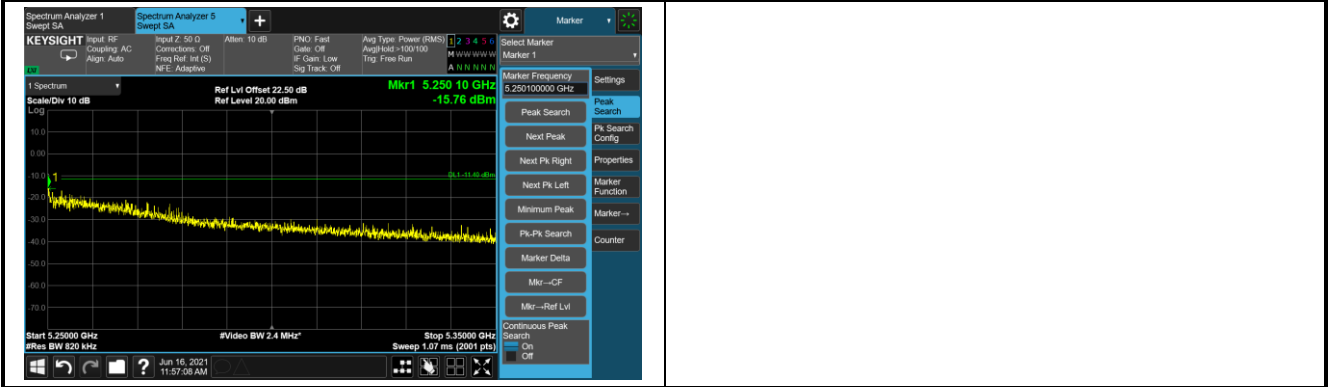 Spectrum Analyzer 1
Swept SA
Spectrum Analyzer 5
Swept SA
Marker
KEYSIGHT
Input: RF
Coupling: AC
Align: Auto
Input Z: 50 Ω
Corrections: Off
Freq Ref: Int (S)
NFE: Adaptive
Atten: 10 dB
PNO: Fast
Gate: Off
IF Gain: Low
Sig Track: Off
Avg Type: Power (RMS)
Avg|Hold:>100/100
Trig: Free Run
1 2 3 4 5 6
M W W W W W
A N N N N N
Select Marker
Marker 1
1 Spectrum
Scale/Div 10 dB
Log
Ref Lvl Offset 22.50 dB
Ref Level 20.00 dBm
Mkr1 5.250 10 GHz
-15.76 dBm
10.0
0.00
-10.0
-20.0
-30.0
-40.0
-50.0
-60.0
-70.0
1
Start 5.25000 GHz
#Res BW 820 kHz
#Video BW 2.4 MHz*
Stop 5.35000 GHz
Sweep 1.07 ms (2001 pts)
Marker Frequency
5.250100000 GHz
Peak Search
Next Peak
Next Pk Right
Next Pk Left
Minimum Peak
Pk-Pk Search
Marker Delta
Mkr→CF
Mkr→Ref Lvl
Continuous Peak
Search
On
Off
Settings
Peak
Search
Pk Search
Config
Properties
Marker
Function
Marker→
Counter
?
Jun 16, 2021
11:57:08 AM